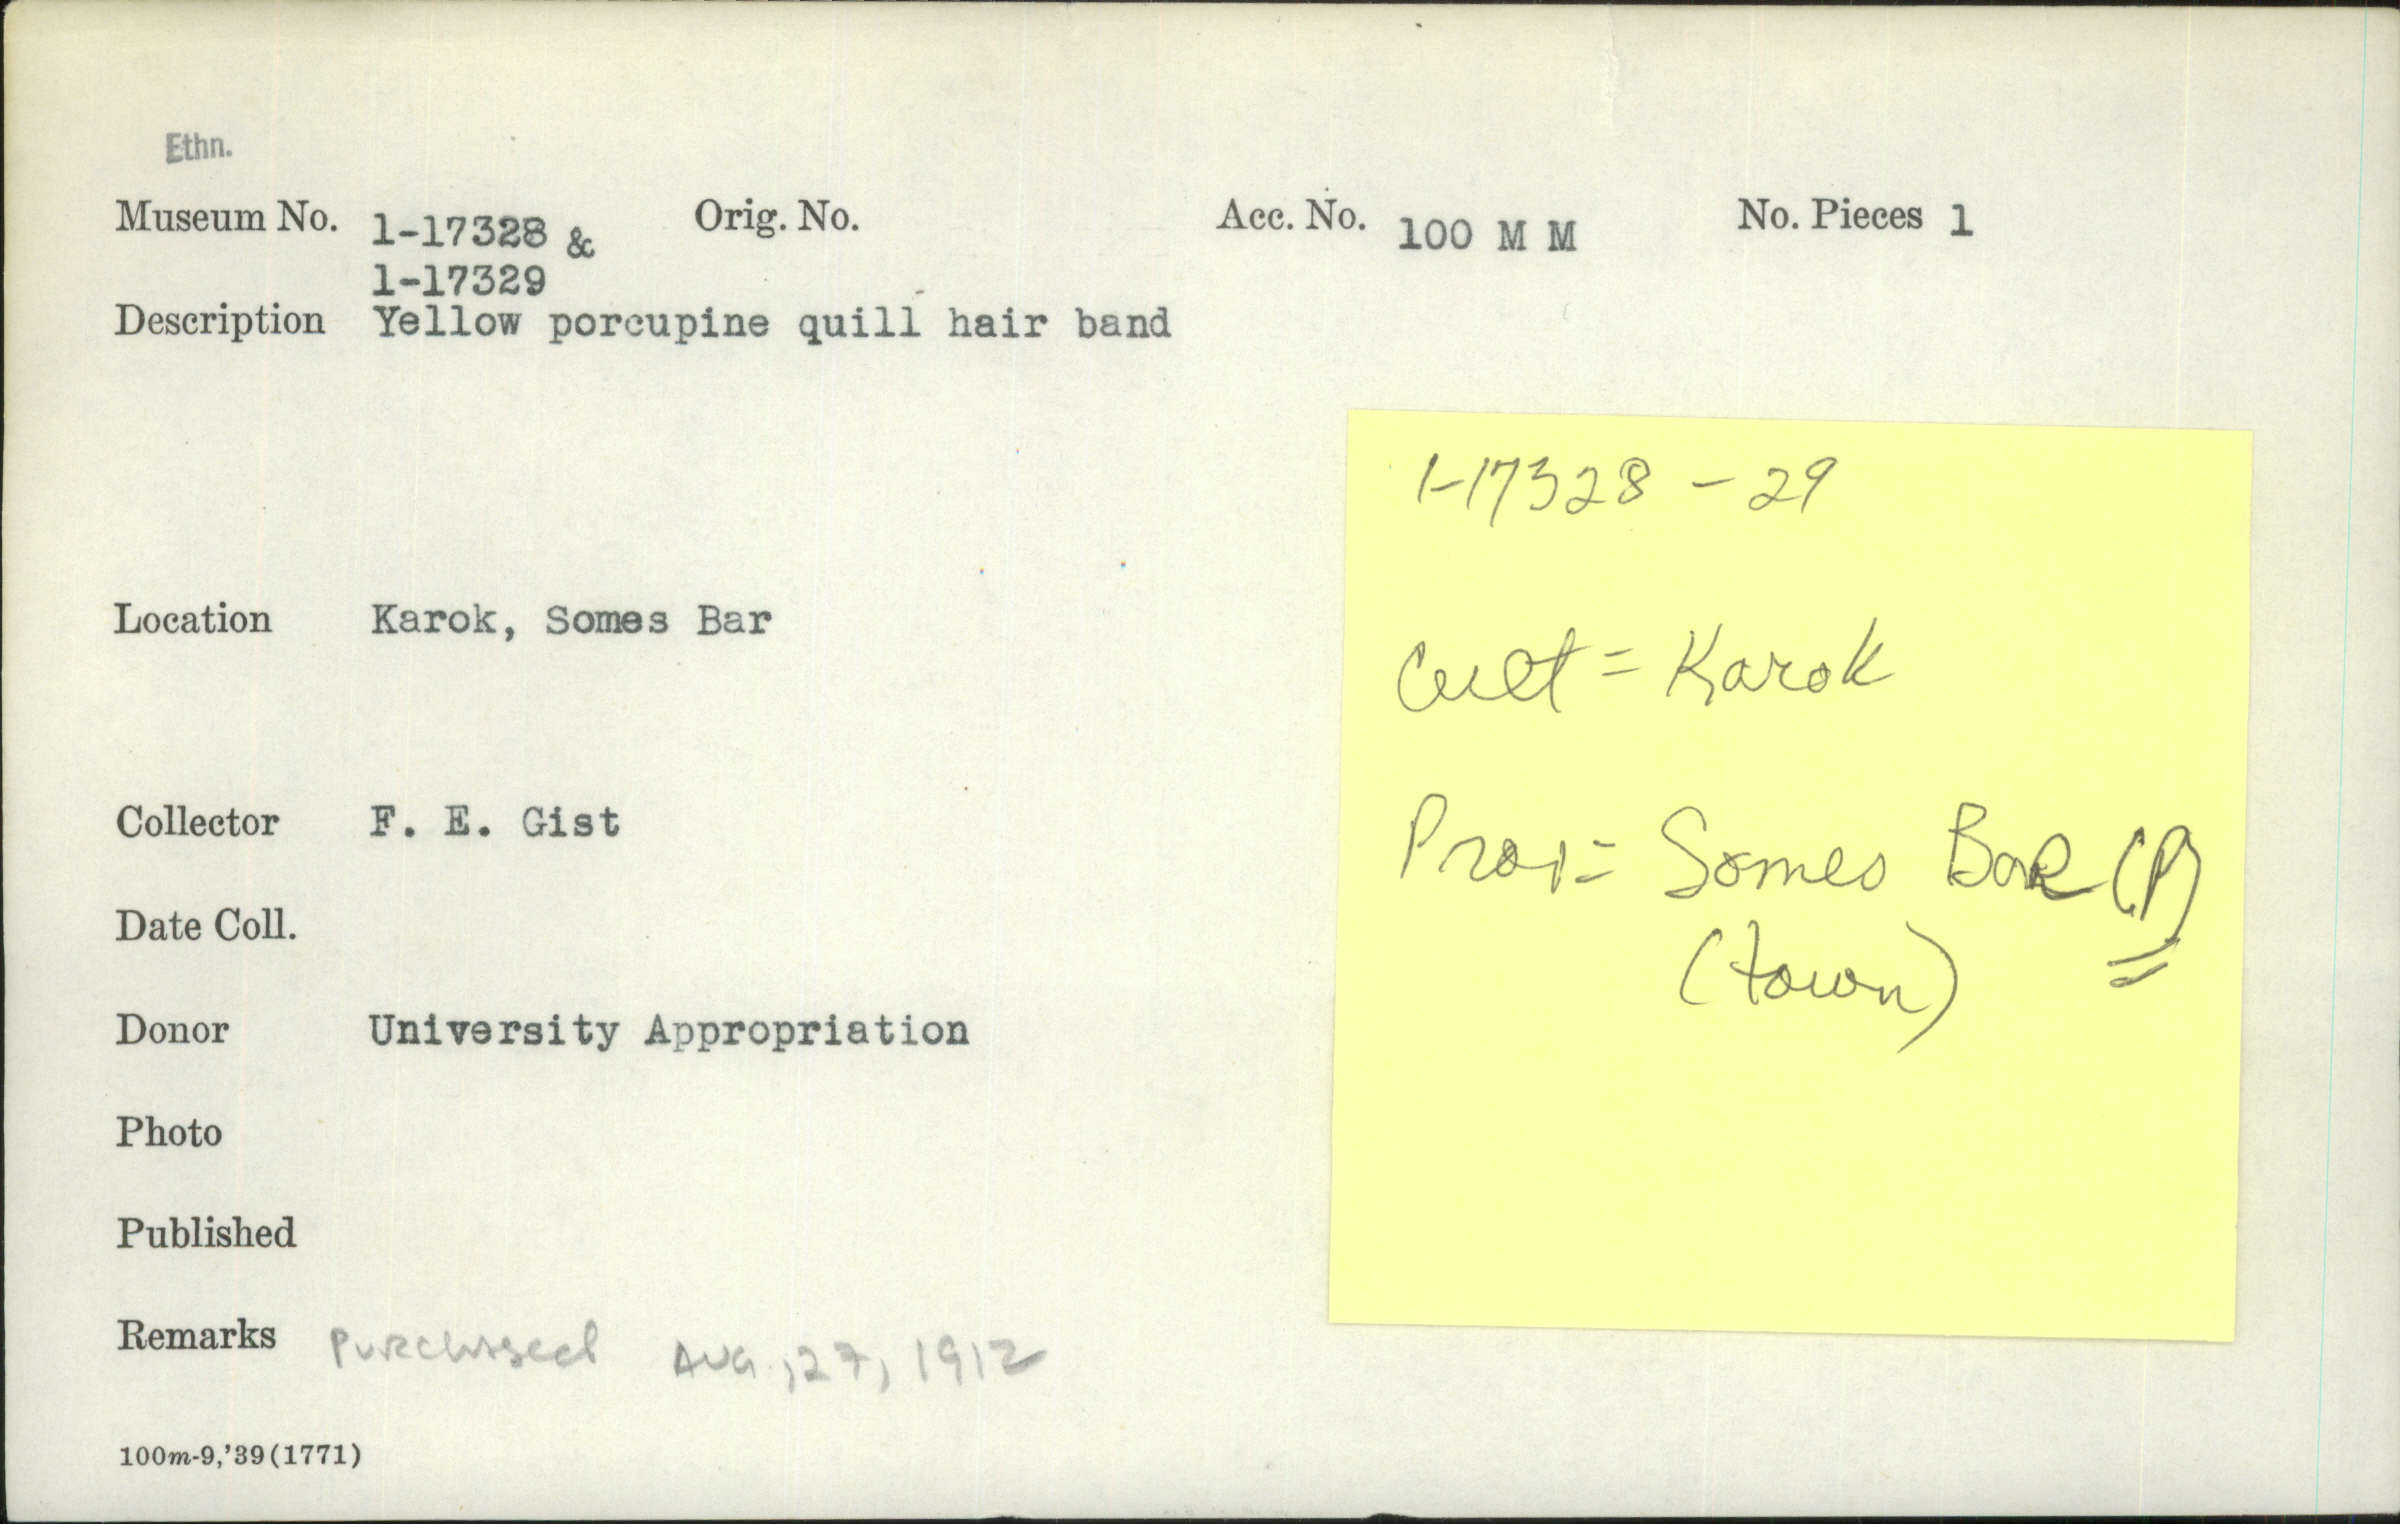 Ethn.
Museum No. 1-17328 & Orig. No. Acc. No. 100 M M No. Pieces 1
1-17329
Description Yellow porcupine quill hair band
Location Karok, Somes Bar
Collector F. E. Gist
Date Coll.
Donor University Appropriation
Photo
Published
Remarks Purchased Aug, 27, 1912
100m-9,'39(1771)
1-17328 - 29
Cult = Karok
Prov = Somes Bar (P)
(town)